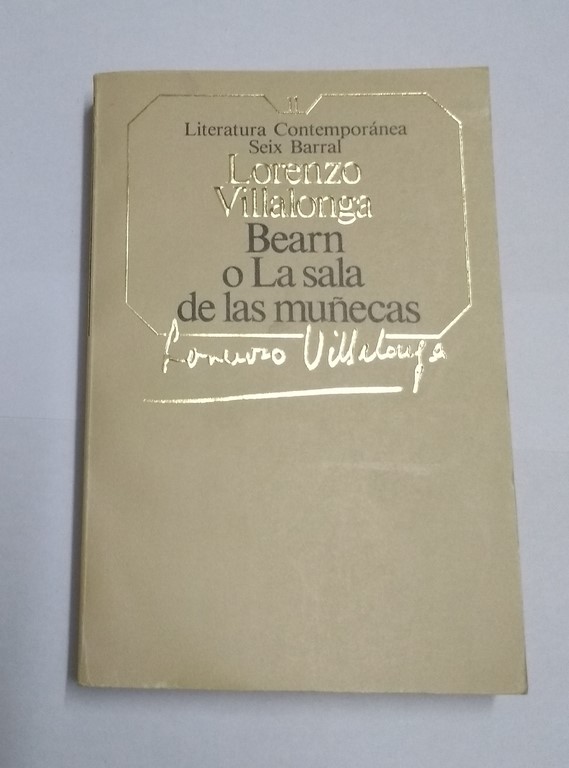 11
Literatura Contemporánea
Seix Barral
Lorenzo
Villalonga
Bearn
o La sala
de las muñecas
Lorenzo Villalonga